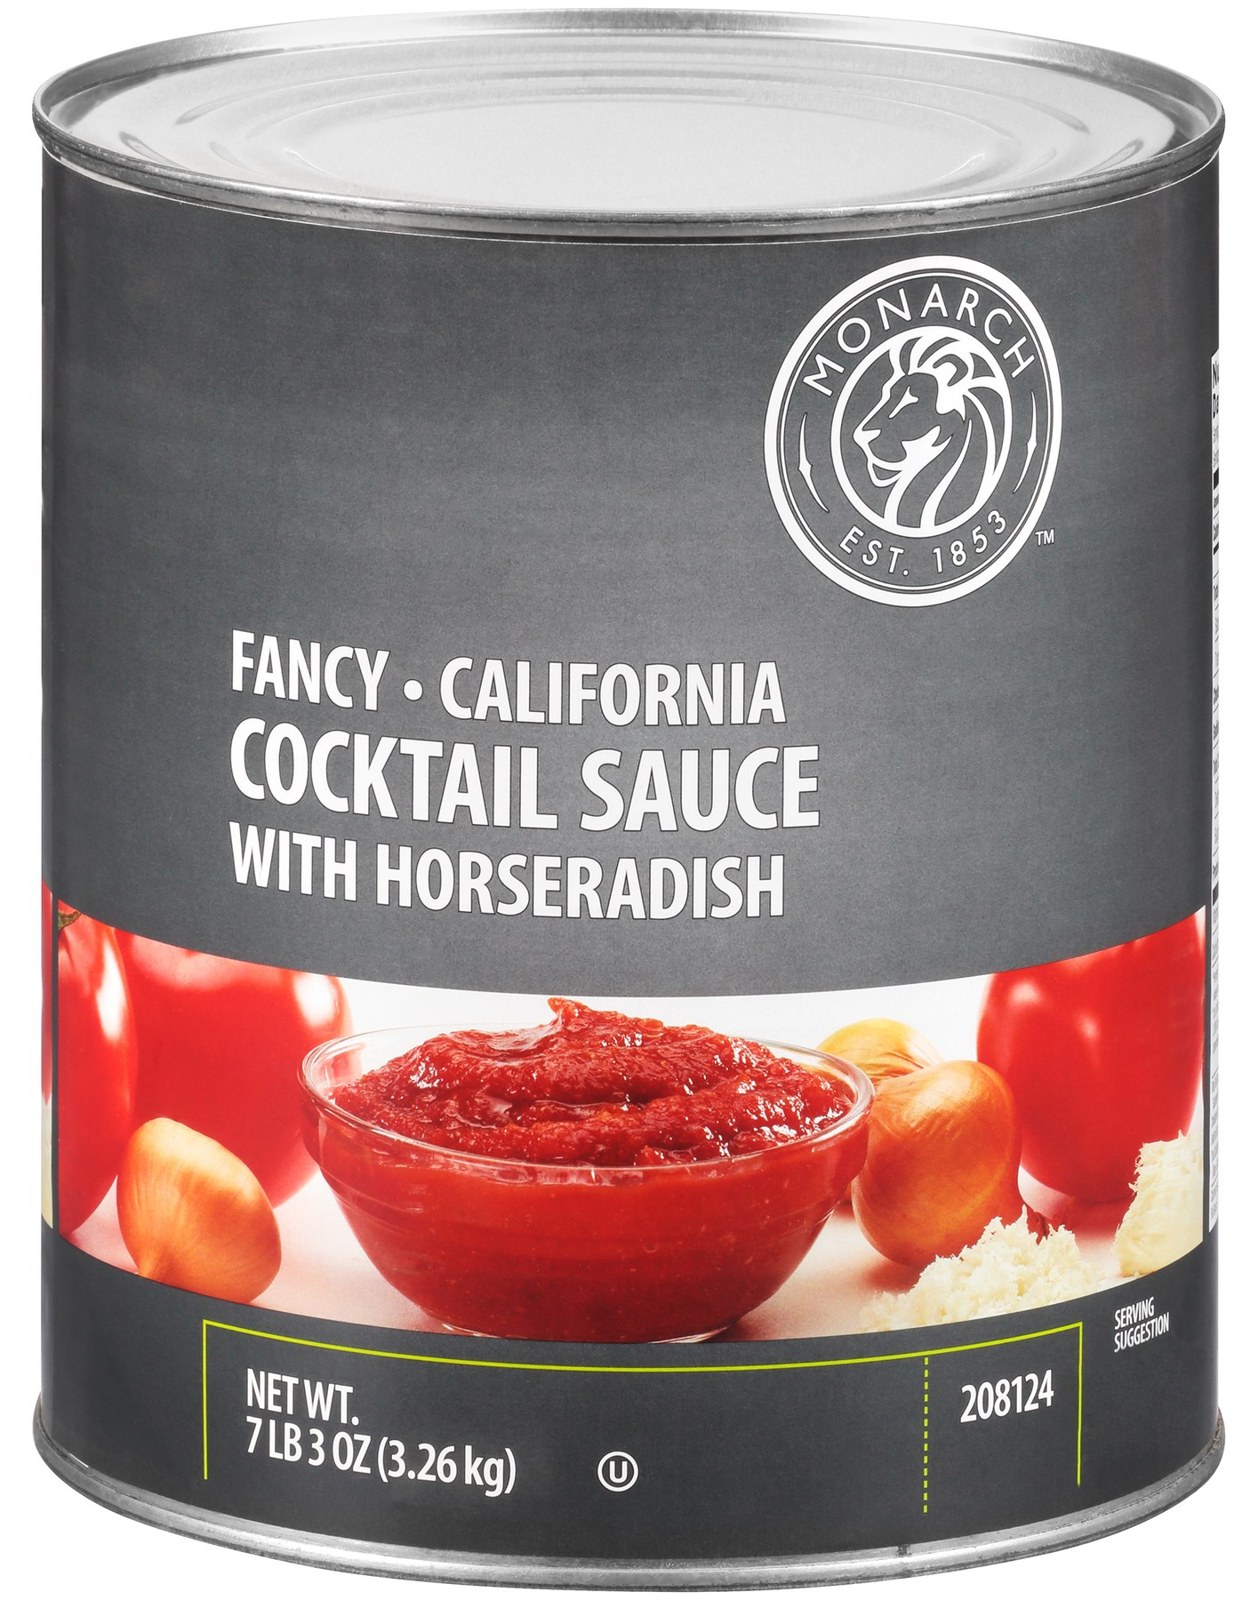 MONARCH
EST. 1853
TM
FANCY • CALIFORNIA
COCKTAIL SAUCE
WITH HORSERADISH
SERVING
SUGGESTION
NET WT.
7 LB 3 OZ (3.26 kg)
U
208124